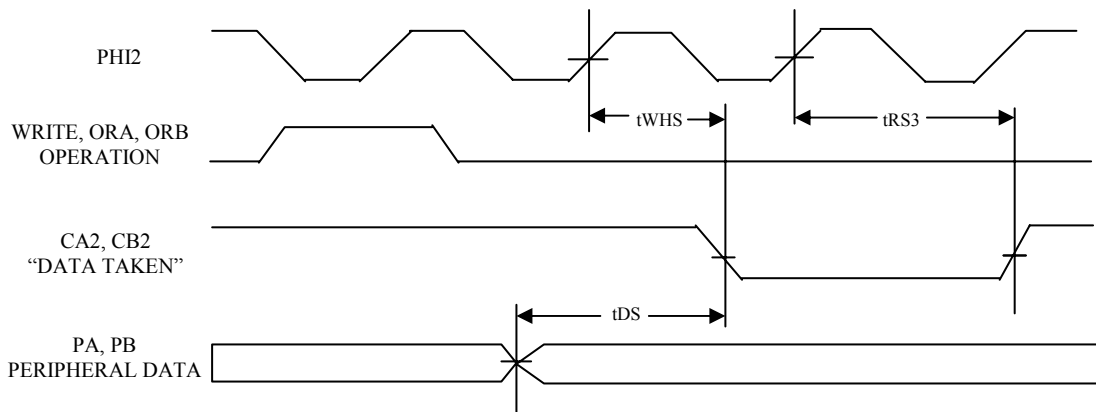 PHI2
tWHS
tRS3
WRITE, ORA, ORB
OPERATION
CA2, CB2
“DATA TAKEN”
tDS
PA, PB
PERIPHERAL DATA